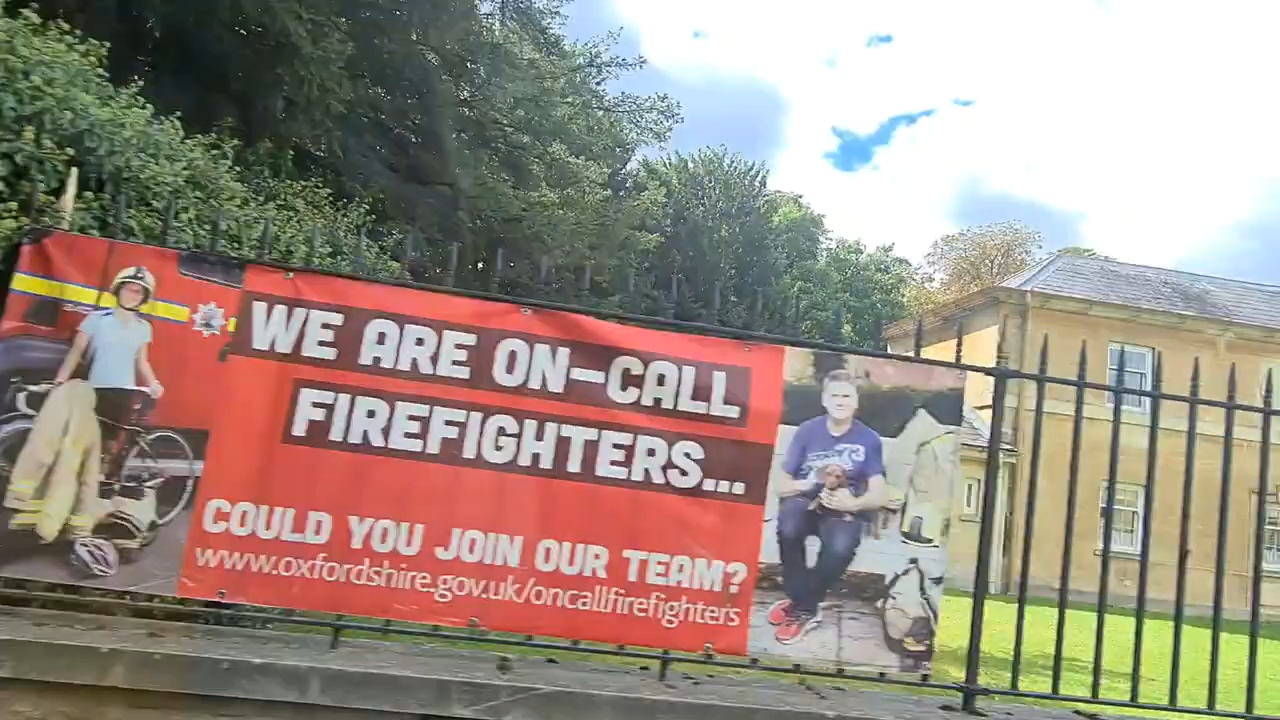 WE ARE ON-CALL
FIREFIGHTERS...
COULD YOU JOIN OUR TEAM?
www.oxfordshire.gov.uk/oncallfirefighters